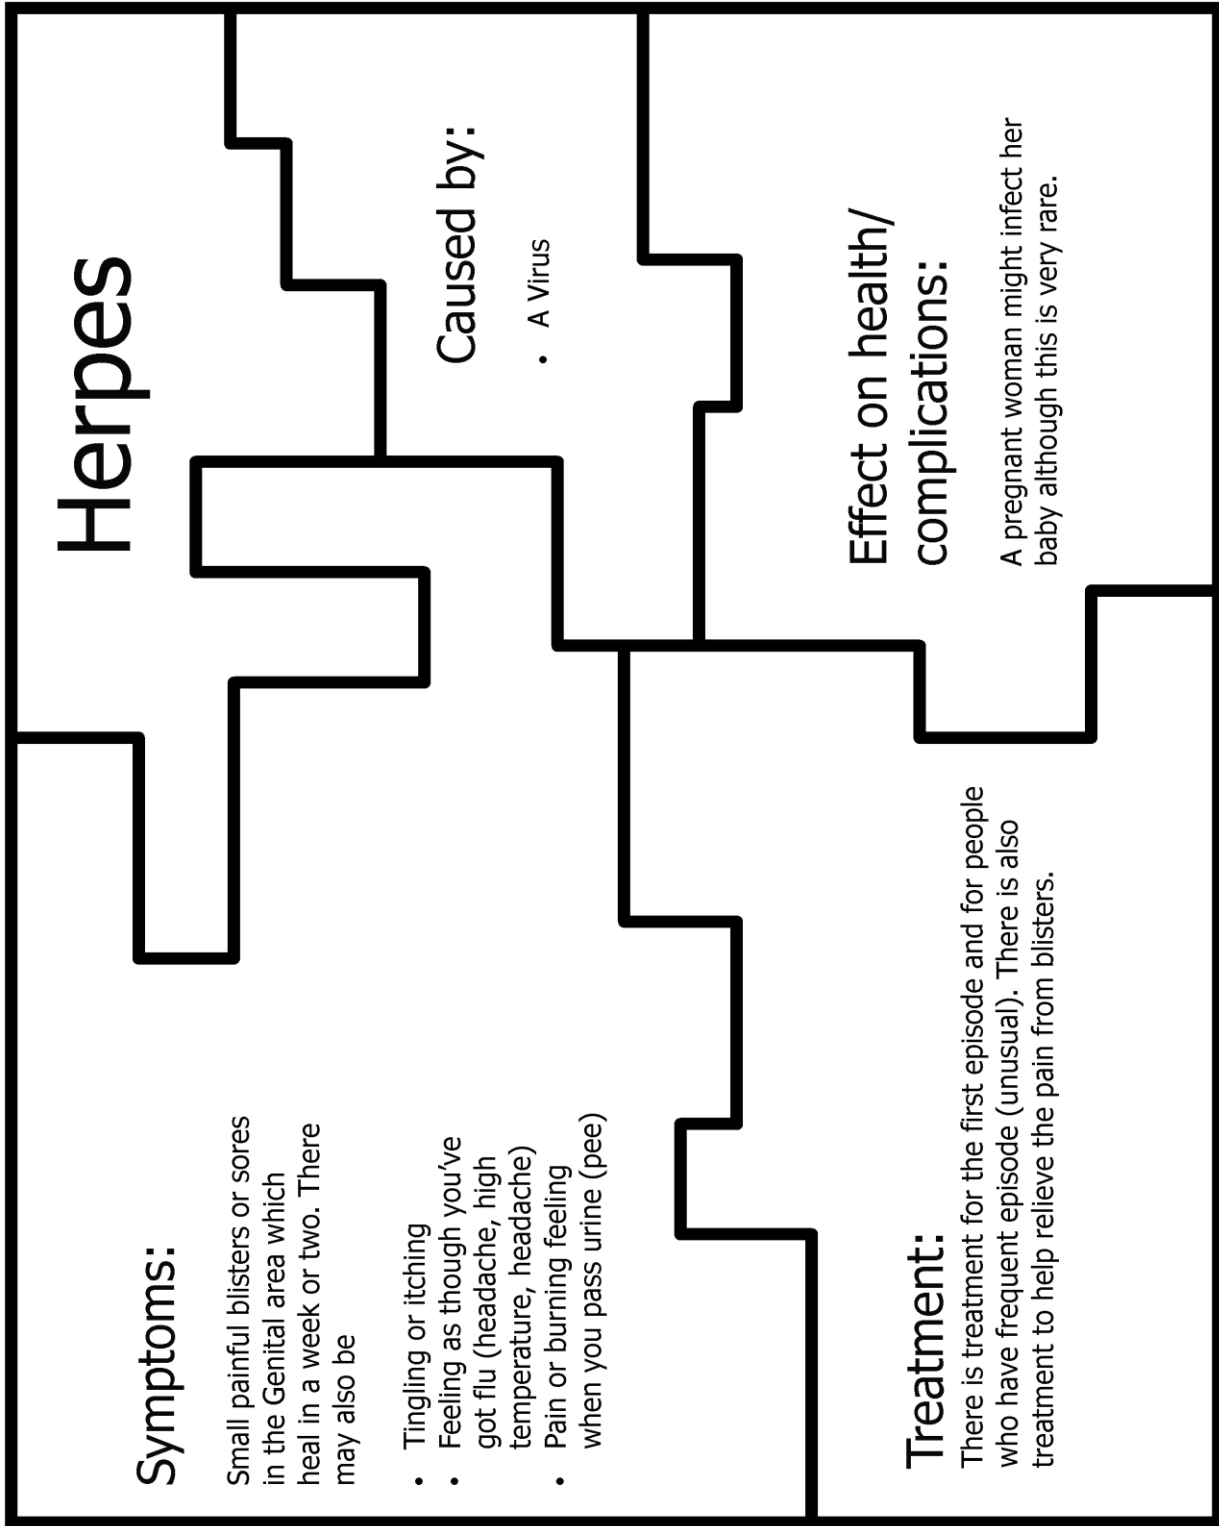 Herpes
Symptoms:
Small painful blisters or sores
in the Genital area which
heal in a week or two. There
may also be
• Tingling or itching
• Feeling as though you’ve
got flu (headache, high
temperature, headache)
• Pain or burning feeling
when you pass urine (pee)
Caused by:
• A Virus
Treatment:
There is treatment for the first episode and for people
who have frequent episode (unusual). There is also
treatment to help relieve the pain from blisters.
Effect on health/
complications:
A pregnant woman might infect her
baby although this is very rare.